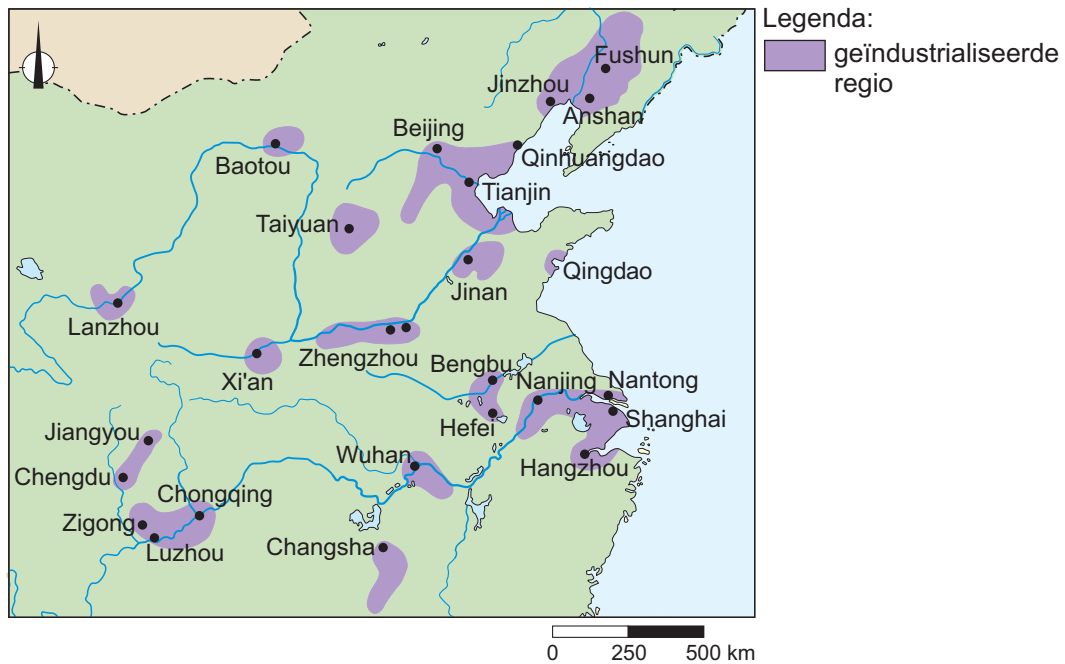 Legenda:
geïndustrialiseerde
regio
Fushun
Jinzhou
Anshan
Beijing
Qinhuangdao
Baotou
Tianjin
Taiyuan
Jinan
Qingdao
Lanzhou
Zhengzhou
Xi'an
Bengbu
Nanjing
Nantong
Shanghai
Hefei
Jiangyou
Wuhan
Hangzhou
Chengdu
Chongqing
Zigong
Luzhou
Changsha
0 250 500 km